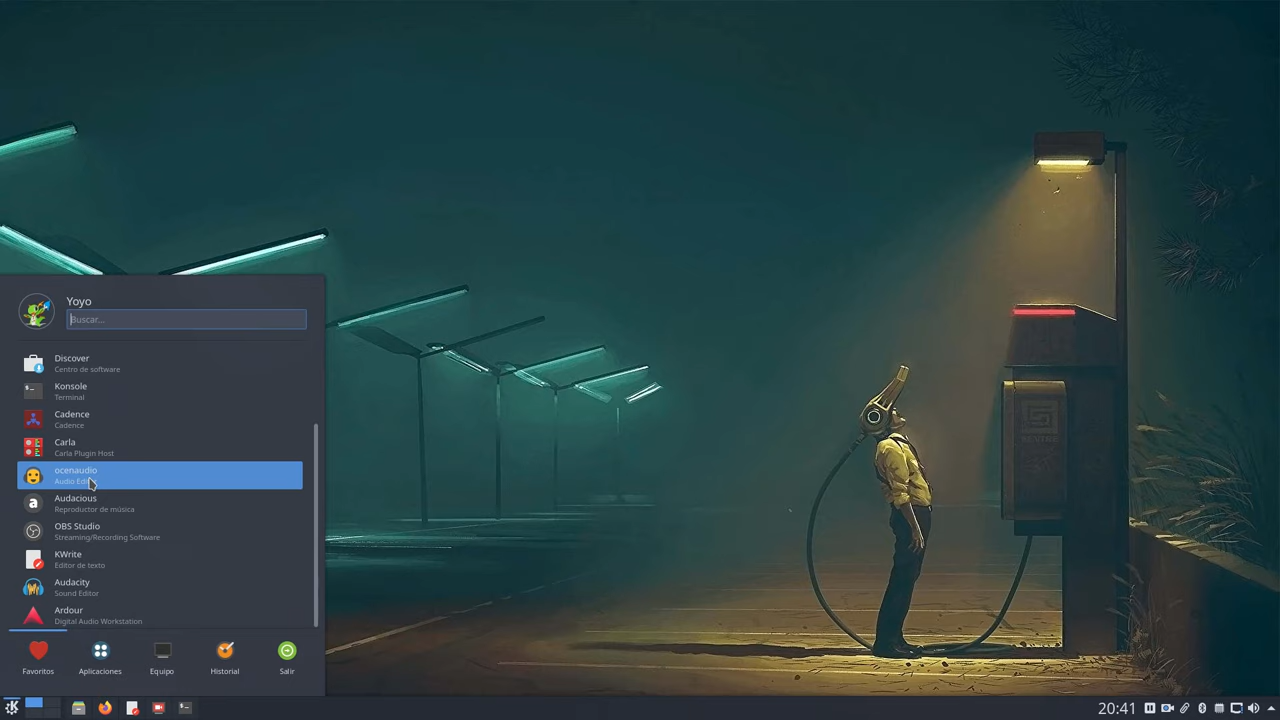 Yoyo
Buscar...
Discover
Centro de software
Konsole
Terminal
Cadence
Cadence
Carla
Carla Plugin Host
ocenaudio
Audio Editor
Audacious
Reproductor de música
OBS Studio
Streaming/Recording Software
KWrite
Editor de texto
Audacity
Sound Editor
Ardour
Digital Audio Workstation
Favoritos
Aplicaciones
Equipo
Historial
Salir
20:41